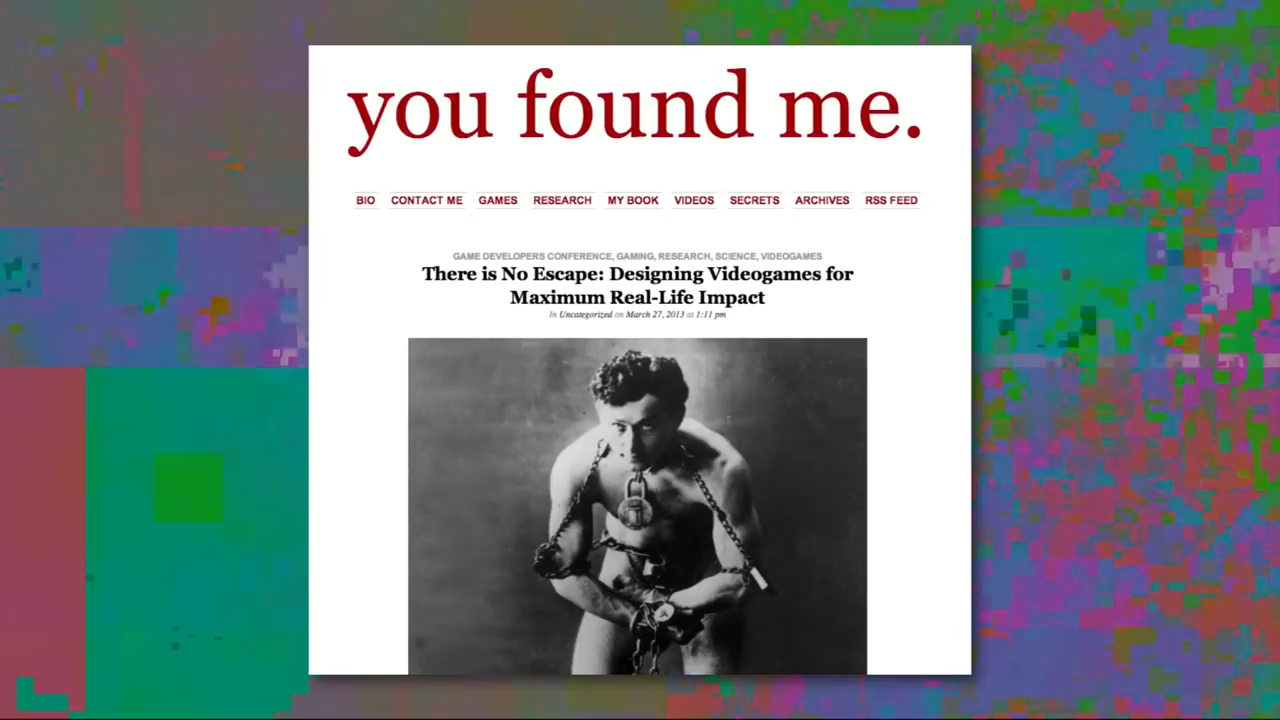 you found me.
BIO CONTACT ME GAMES RESEARCH MY BOOK VIDEOS SECRETS ARCHIVES RSS FEED
GAME DEVELOPERS CONFERENCE, GAMING, RESEARCH, SCIENCE, VIDEOGAMES
There is No Escape: Designing Videogames for
Maximum Real-Life Impact
In Uncategorized on March 27, 2013 at 1:11 pm